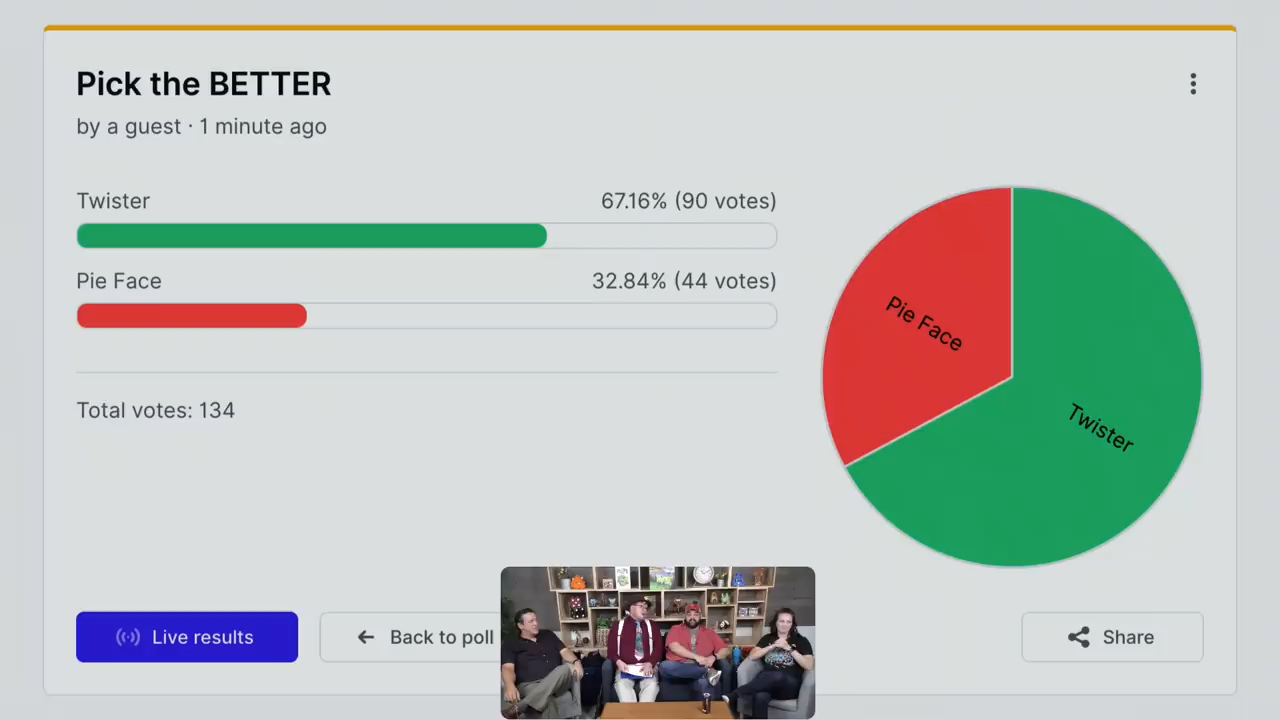 Pick the BETTER
by a guest · 1 minute ago
Twister
67.16% (90 votes)
Pie Face
32.84% (44 votes)
Total votes: 134
Pie Face
Twister
Live results
Back to poll
Share